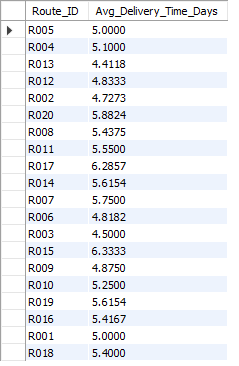 Route_ID Avg_Delivery_Time_Days
R005 5.0000
R004 5.1000
R013 4.4118
R012 4.8333
R002 4.7273
R020 5.8824
R008 5.4375
R011 5.5500
R017 6.2857
R014 5.6154
R007 5.7500
R006 4.8182
R003 4.5000
R015 6.3333
R009 4.8750
R010 5.2500
R019 5.6154
R016 5.4167
R001 5.0000
R018 5.4000